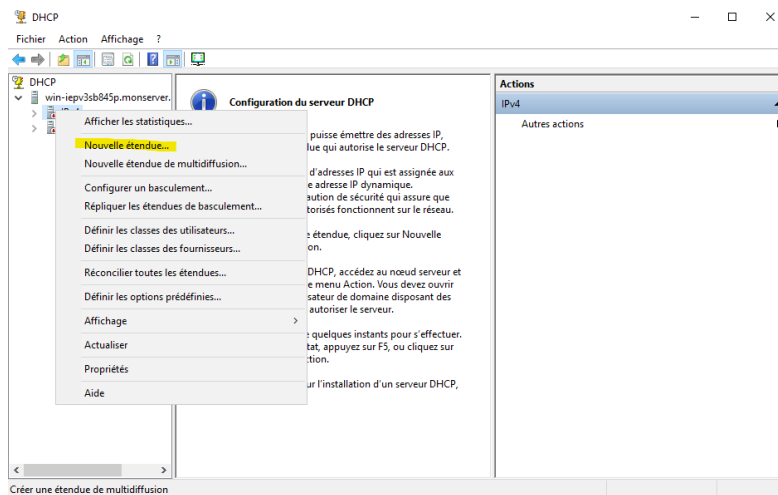 DHCP
Fichier Action Affichage ?
DHCP
win-iepv3sb845p.monserver.
Afficher les statistiques...
Nouvelle étendue...
Nouvelle étendue de multidiffusion...
Configurer un basculement...
Répliquer les étendues de basculement...
Définir les classes des utilisateurs...
Définir les classes des fournisseurs...
Réconcilier toutes les étendues...
Définir les options prédéfinies...
Affichage
Actualiser
Propriétés
Aide
Configuration du serveur DHCP
puisse émettre des adresses IP,
lue qui autorise le serveur DHCP.
d'adresses IP qui est assignée aux
e adresse IP dynamique.
aution de sécurité qui assure que
torisés fonctionnent sur le réseau.
e étendue, cliquez sur Nouvelle
on.
DHCP, accédez au nœud serveur et
e menu Action. Vous devez ouvrir
sateur de domaine disposant des
autoriser le serveur.
quelques instants pour s'effectuer.
tat, appuyez sur F5, ou cliquez sur
ction.
ur l'installation d'un serveur DHCP,
Actions
IPv4
Autres actions
Créer une étendue de multidiffusion